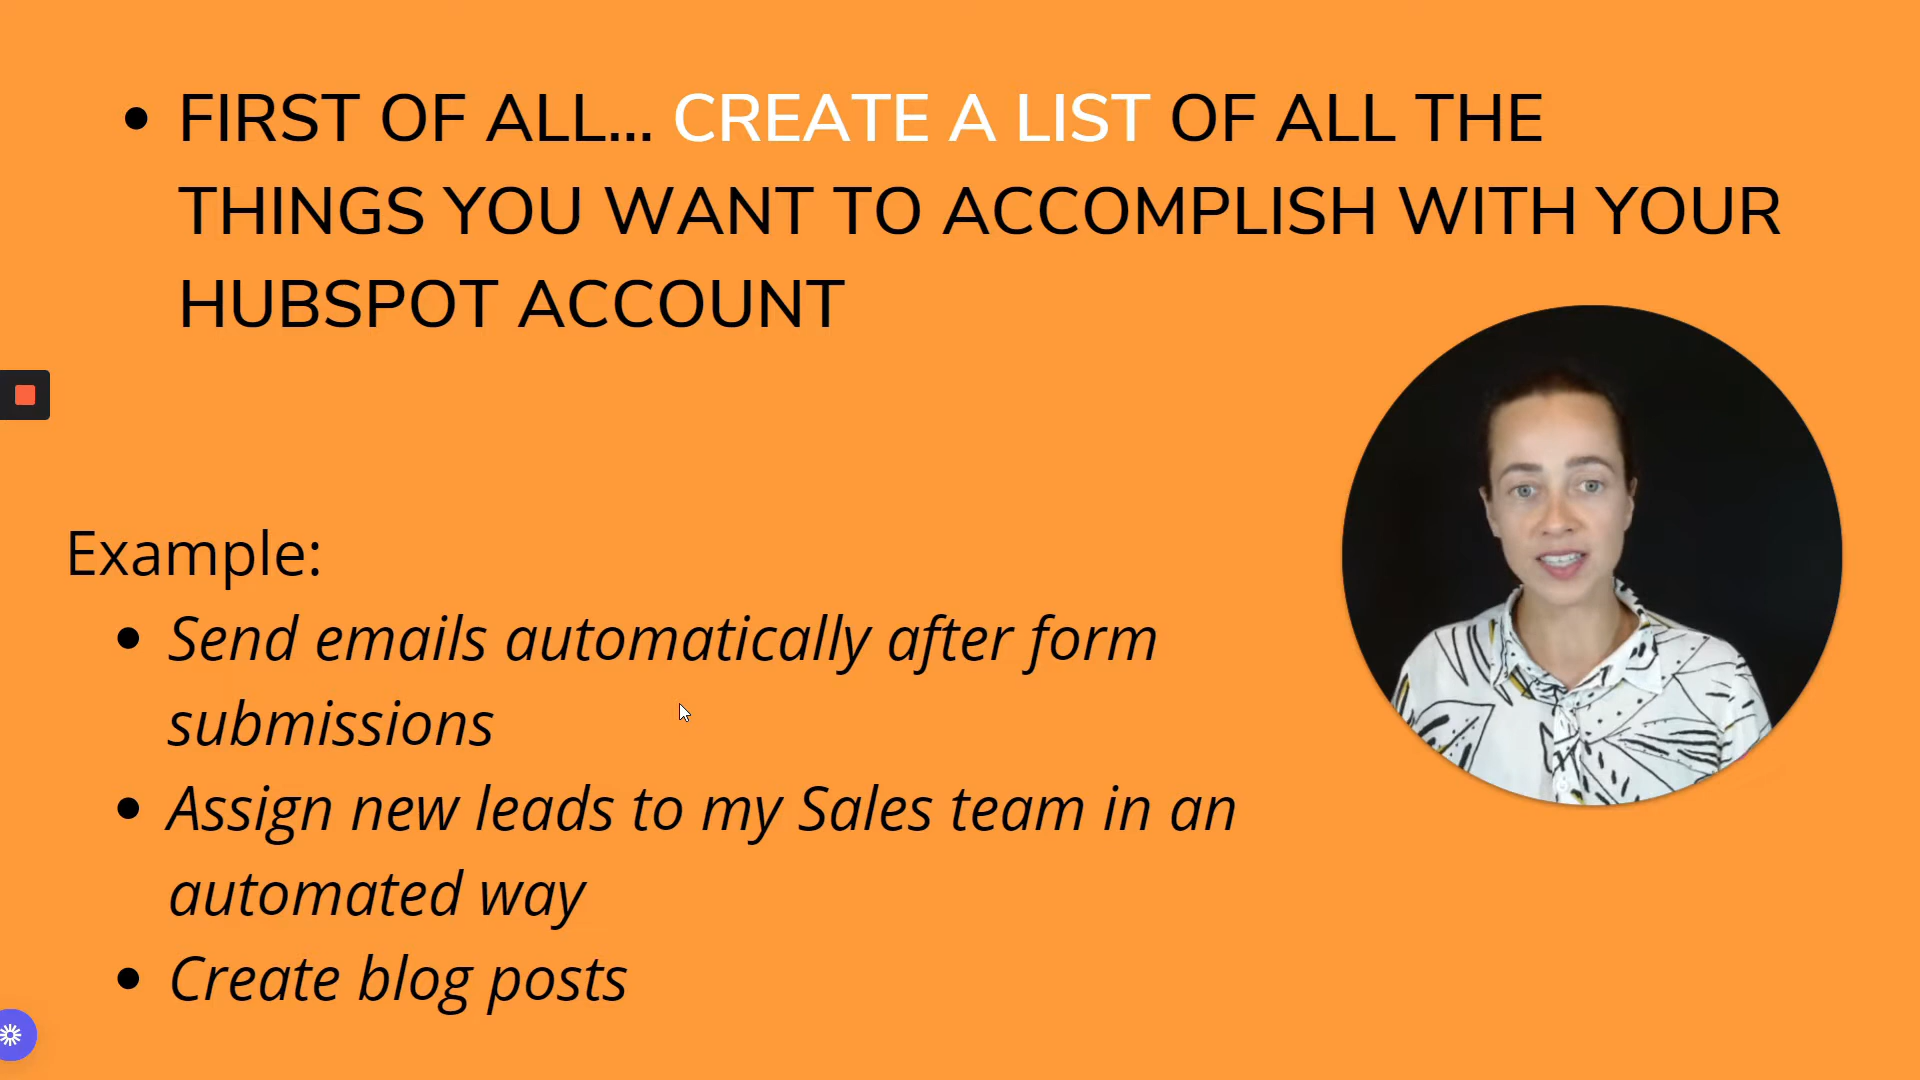 • FIRST OF ALL... CREATE A LIST OF ALL THE
THINGS YOU WANT TO ACCOMPLISH WITH YOUR
HUBSPOT ACCOUNT
Example:
• Send emails automatically after form
submissions
• Assign new leads to my Sales team in an
automated way
• Create blog posts